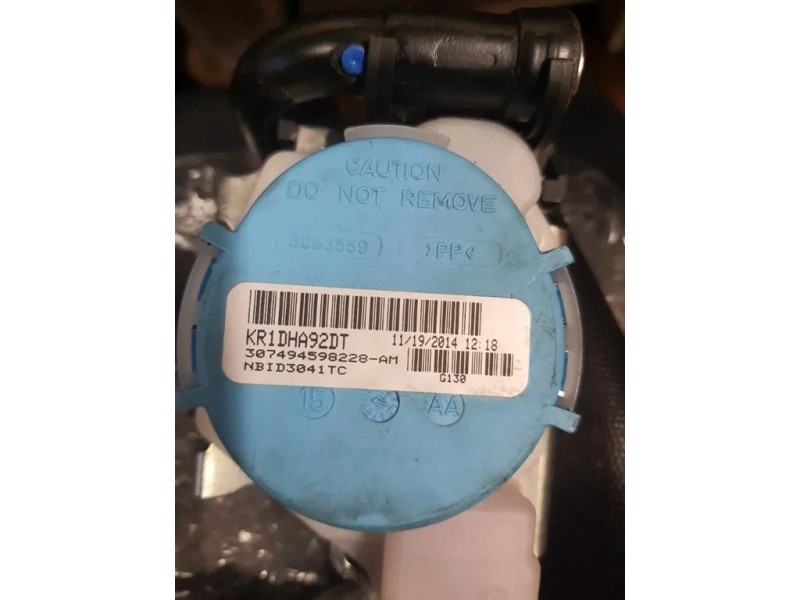 CAUTION
DO NOT REMOVE
3063559 >PP<
KR1DHA92DT 11/19/2014 12:18
307494598228-AM
NBID3041TC G130
15 AA